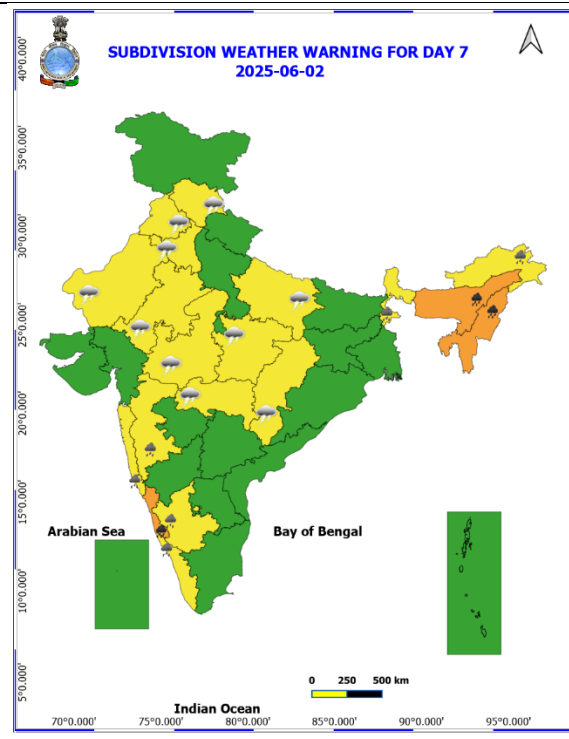 SUBDIVISION WEATHER WARNING FOR DAY 7
2025-06-02
40°0.000'
35°0.000'
30°0.000'
25°0.000'
20°0.000'
15°0.000'
10°0.000'
5°0.000'
Arabian Sea
Bay of Bengal
0 250 500 km
Indian Ocean
70°0.000' 75°0.000' 80°0.000' 85°0.000' 90°0.000' 95°0.000'